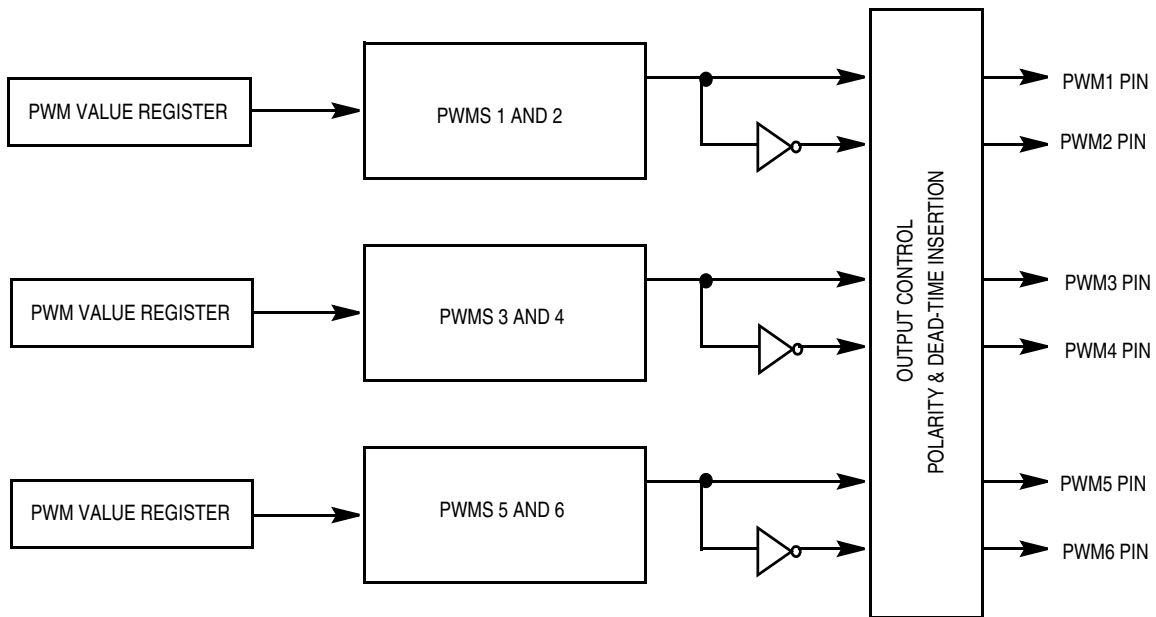 PWM VALUE REGISTER
PWMS 1 AND 2
PWM1 PIN
PWM2 PIN
PWM VALUE REGISTER
PWMS 3 AND 4
OUTPUT CONTROL
POLARITY & DEAD-TIME INSERTION
PWM3 PIN
PWM4 PIN
PWM VALUE REGISTER
PWMS 5 AND 6
PWM5 PIN
PWM6 PIN